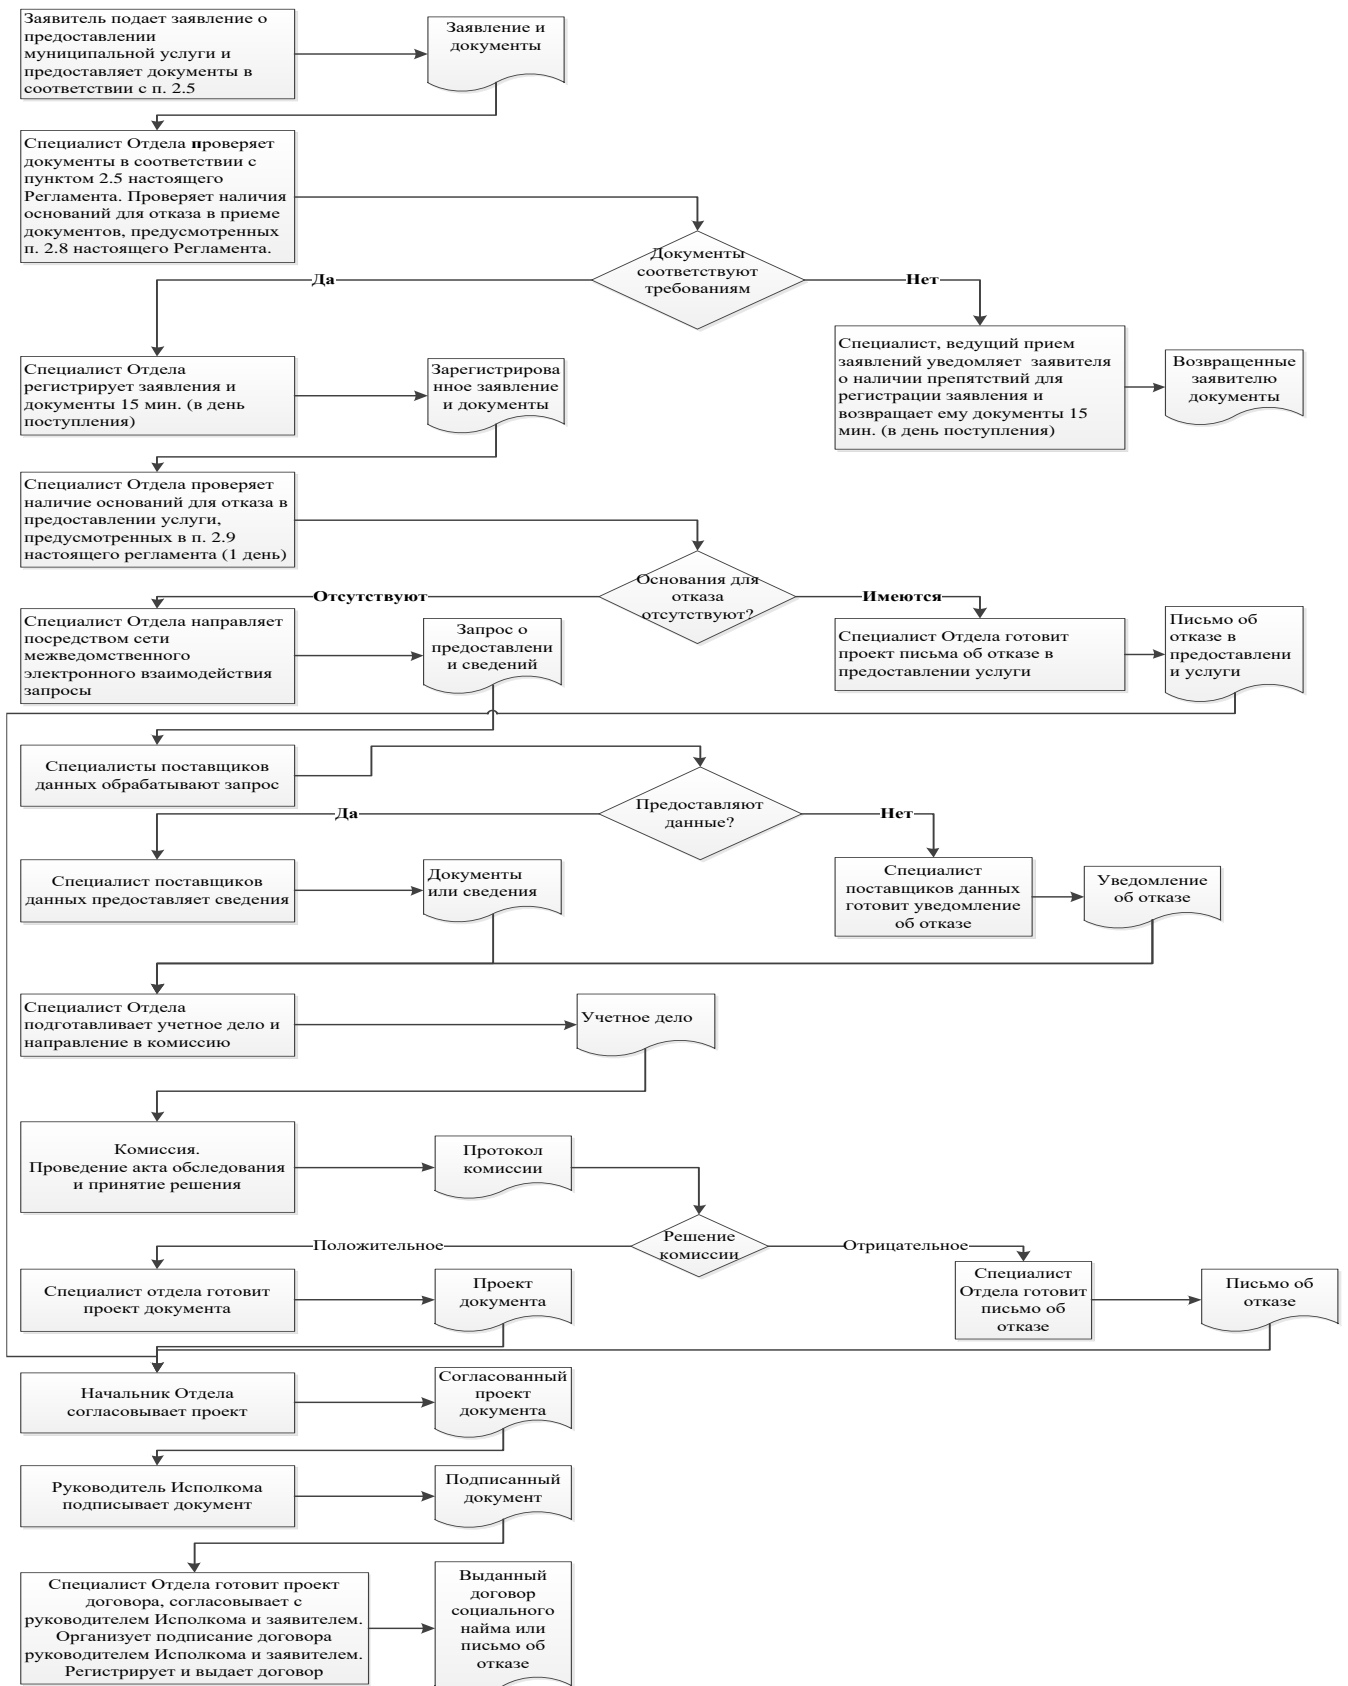 Заявитель подает заявление о
предоставлении
муниципальной услуги и
предоставляет документы в
соответствии с п. 2.5
Заявление и
документы
Специалист Отдела проверяет
документы в соответствии с
пунктом 2.5 настоящего
Регламента. Проверяет наличия
оснований для отказа в приеме
документов, предусмотренных
п. 2.8 настоящего Регламента.
Документы
соответствуют
требованиям
Да
Нет
Специалист Отдела
регистрирует заявления и
документы 15 мин. (в день
поступления)
Зарегистрирова
нное заявление
и документы
Специалист, ведущий прием
заявлений уведомляет заявителя
о наличии препятствий для
регистрации заявления и
возвращает ему документы 15
мин. (в день поступления)
Возвращенные
заявителю
документы
Специалист Отдела проверяет
наличие оснований для отказа в
предоставлении услуги,
предусмотренных в п. 2.9
настоящего регламента (1 день)
Основания для
отказа
отсутствуют?
Отсутствуют
Имеются
Специалист Отдела направляет
посредством сети
межведомственного
электронного взаимодействия
запросы
Запрос о
предоставлени
и сведений
Специалист Отдела готовит
проект письма об отказе в
предоставлении услуги
Письмо об
отказе в
предоставлени
и услуги
Специалисты поставщиков
данных обрабатывают запрос
Предоставляют
данные?
Да
Нет
Специалист поставщиков
данных предоставляет сведения
Документы
или сведения
Специалист
поставщиков данных
готовит уведомление
об отказе
Уведомление
об отказе
Специалист Отдела
подготавливает учетное дело и
направление в комиссию
Учетное дело
Комиссия.
Проведение акта обследования
и принятие решения
Протокол
комиссии
Решение
комиссии
Положительное
Отрицательное
Специалист отдела готовит
проект документа
Проект
документа
Специалист
Отдела готовит
письмо об
отказе
Письмо об
отказе
Начальник Отдела
согласовывает проект
Согласованный
проект
документа
Руководитель Исполкома
подписывает документ
Подписанный
документ
Специалист Отдела готовит проект
договора, согласовывает с
руководителем Исполкома и заявителем.
Организует подписание договора
руководителем Исполкома и заявителем.
Регистрирует и выдает договор
Выданный
договор
социального
найма или
письмо об
отказе